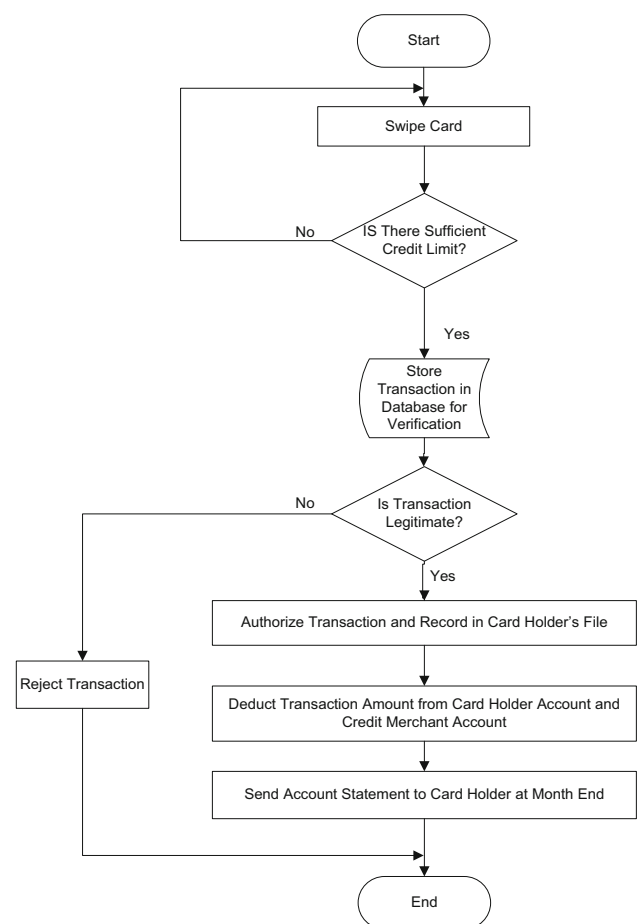 Start
Swipe Card
No
IS There Sufficient
Credit Limit?
Yes
Store
Transaction in
Database for
Verification
No
Is Transaction
Legitimate?
Yes
Authorize Transaction and Record in Card Holder's File
Reject Transaction
Deduct Transaction Amount from Card Holder Account and
Credit Merchant Account
Send Account Statement to Card Holder at Month End
End